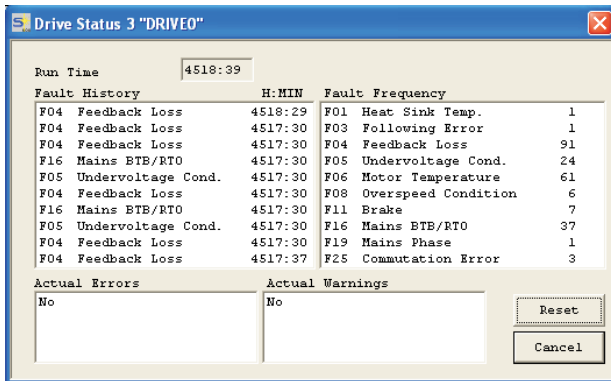 Drive Status 3 "DRIVE0"
Run Time 4518:39
Fault History H:MIN
F04 Feedback Loss 4518:29
F04 Feedback Loss 4517:30
F04 Feedback Loss 4517:30
F16 Mains BTB/RTO 4517:30
F05 Undervoltage Cond. 4517:30
F04 Feedback Loss 4517:30
F16 Mains BTB/RTO 4517:30
F05 Undervoltage Cond. 4517:30
F04 Feedback Loss 4517:30
F04 Feedback Loss 4517:37
Fault Frequency
F01 Heat Sink Temp. 1
F03 Following Error 1
F04 Feedback Loss 91
F05 Undervoltage Cond. 24
F06 Motor Temperature 61
F08 Overspeed Condition 6
F11 Brake 7
F16 Mains BTB/RTO 37
F19 Mains Phase 1
F25 Commutation Error 3
Actual Errors
No
Actual Warnings
No
Reset
Cancel